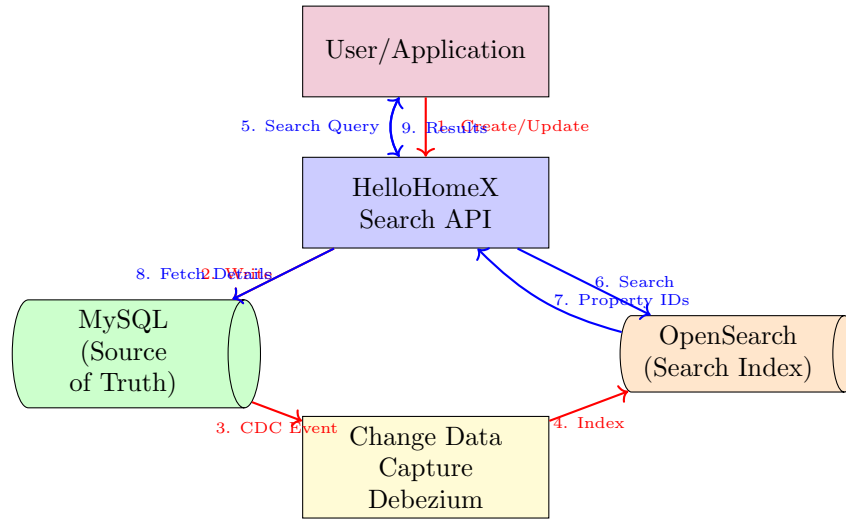 User/Application
5. Search Query
9. Results
1. Create/Update
HelloHomeX
Search API
8. Fetch Details
2. Write
6. Search
7. Property IDs
MySQL
(Source
of Truth)
OpenSearch
(Search Index)
3. CDC Event
4. Index
Change Data
Capture
Debezium